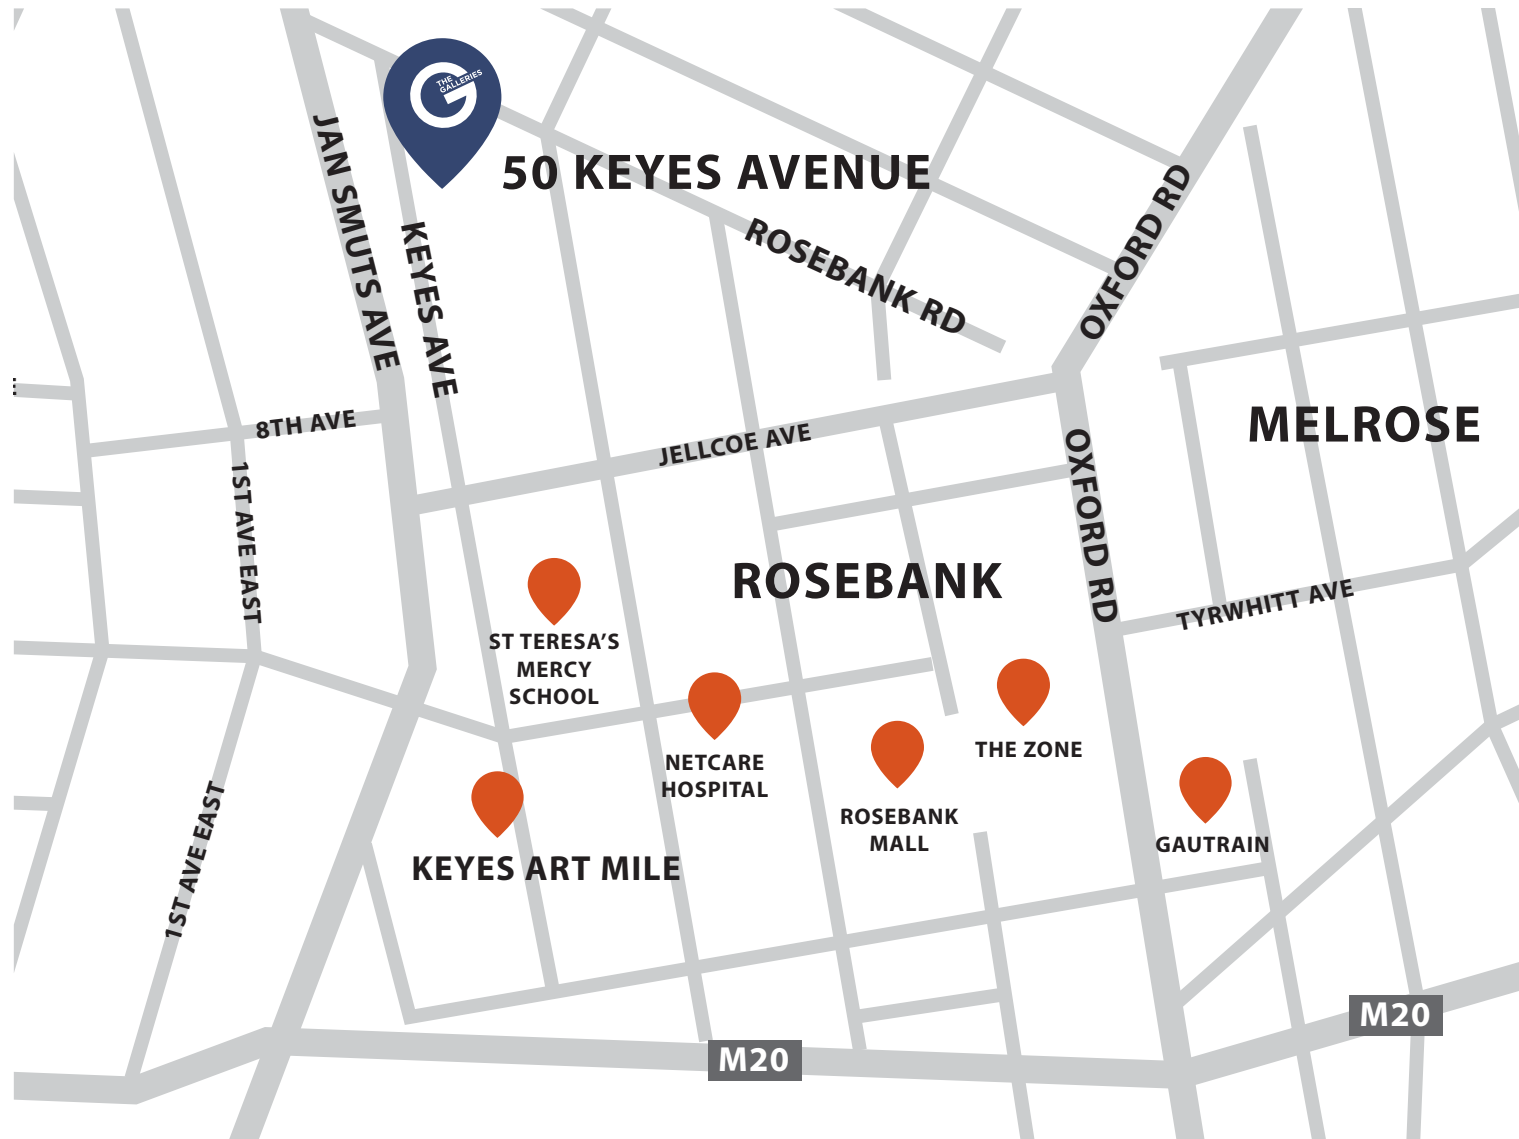 THE
GALLERIES
50 KEYES AVENUE
JAN SMUTS AVE
KEYES AVE
ROSEBANK RD
OXFORD RD
8TH AVE
JELLCOE AVE
MELROSE
1ST AVE EAST
OXFORD RD
ROSEBANK
TYRWHITT AVE
ST TERESA’S
MERCY
SCHOOL
NETCARE
HOSPITAL
THE ZONE
ROSEBANK
MALL
GAUTRAIN
KEYES ART MILE
1ST AVE EAST
M20
M20